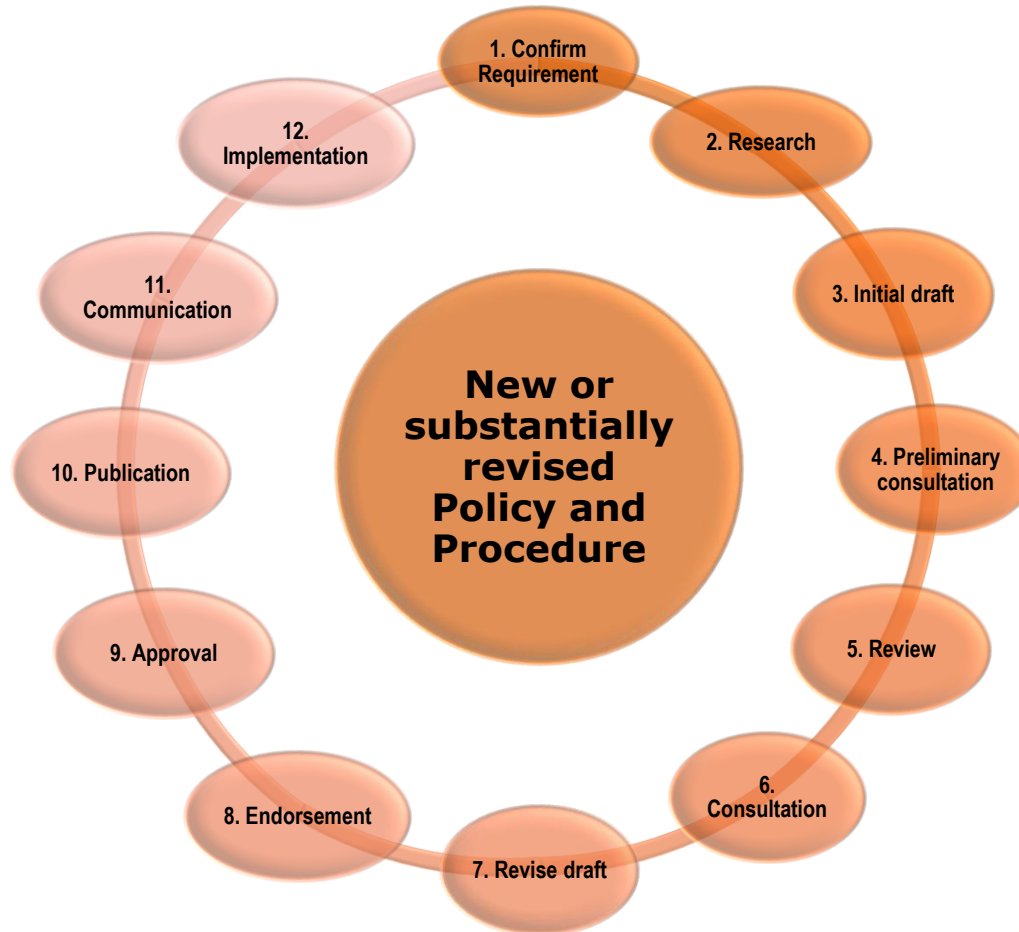 1. Confirm
Requirement
2. Research
3. Initial draft
4. Preliminary
consultation
5. Review
6.
Consultation
7. Revise draft
8. Endorsement
9. Approval
10. Publication
11.
Communication
12.
Implementation
New or
substantially
revised
Policy and
Procedure